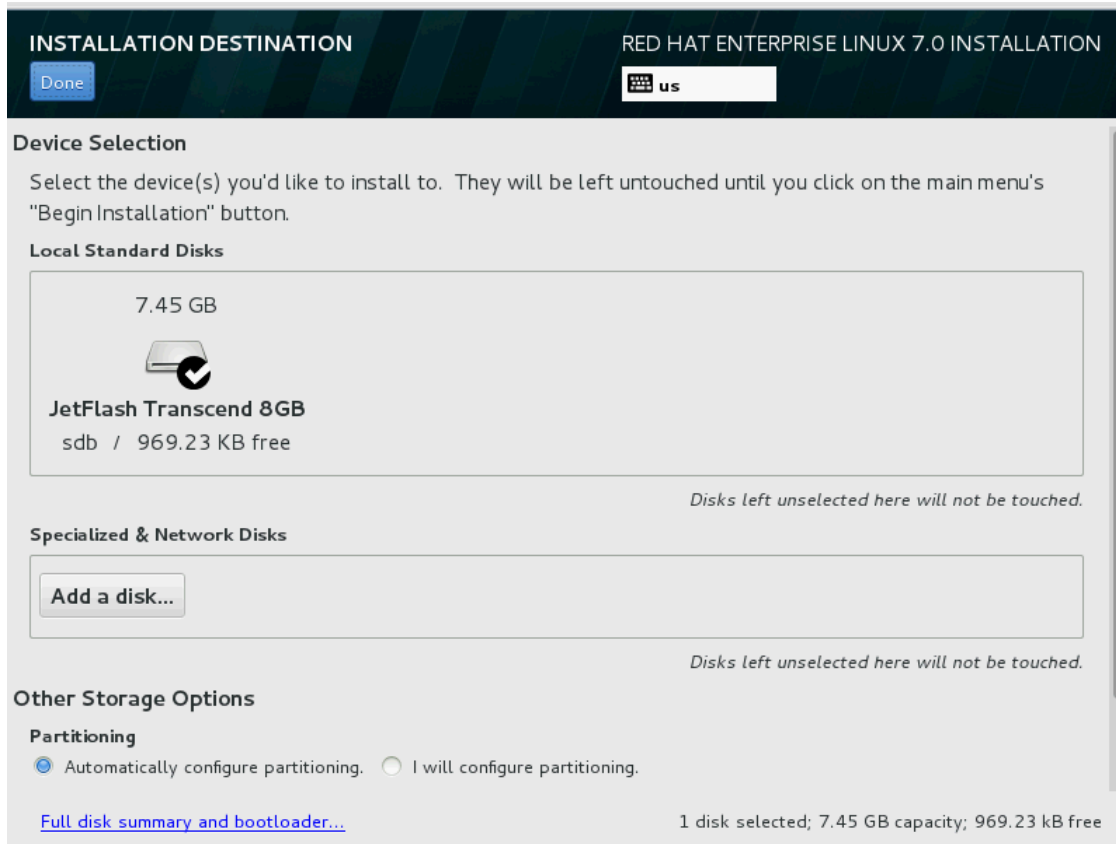 INSTALLATION DESTINATION
RED HAT ENTERPRISE LINUX 7.0 INSTALLATION
Done
us
Device Selection
Select the device(s) you'd like to install to.  They will be left untouched until you click on the main menu's
"Begin Installation" button.
Local Standard Disks
7.45 GB
JetFlash Transcend 8GB
sdb / 969.23 KB free
Disks left unselected here will not be touched.
Specialized & Network Disks
Add a disk...
Disks left unselected here will not be touched.
Other Storage Options
Partitioning
Automatically configure partitioning. I will configure partitioning.
Full disk summary and bootloader... 1 disk selected; 7.45 GB capacity; 969.23 kB free